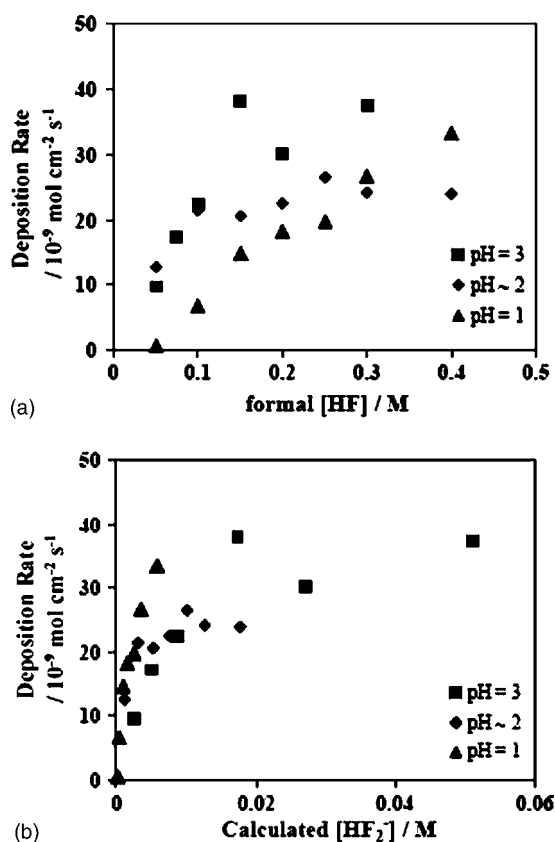 50
40
30
20
10
0
Deposition Rate
/ 10⁻⁹ mol cm⁻² s⁻¹
pH = 3
pH ~ 2
pH = 1
0
0.1
0.2
0.3
0.4
0.5
formal [HF] / M
(a)
50
40
30
20
10
0
Deposition Rate
/ 10⁻⁹ mol cm⁻² s⁻¹
pH = 3
pH ~ 2
pH = 1
0
0.02
0.04
0.06
Calculated [HF₂⁻] / M
(b)